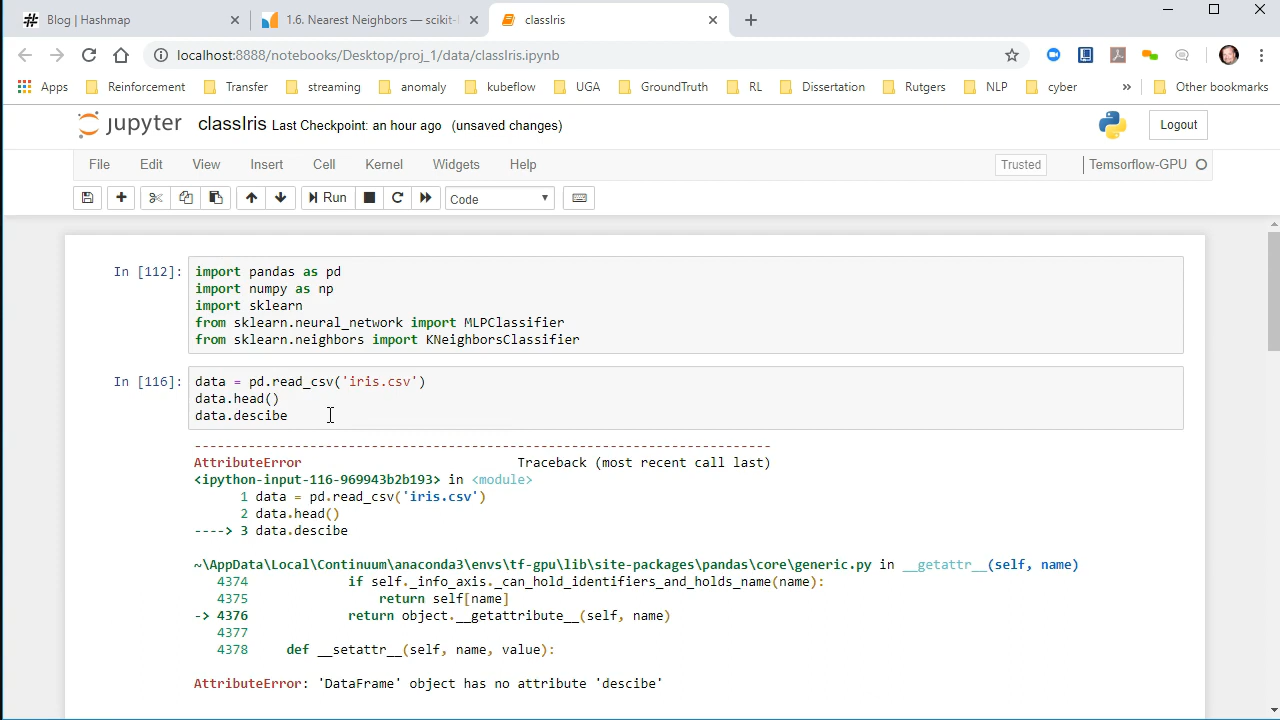 Blog | Hashmap
1.6. Nearest Neighbors — scikit-
classIris
localhost:8888/notebooks/Desktop/proj_1/data/classIris.ipynb
Apps Reinforcement Transfer streaming anomaly kubeflow UGA GroundTruth RL Dissertation Rutgers NLP cyber » Other bookmarks
jupyter classIris Last Checkpoint: an hour ago (unsaved changes) Logout
File Edit View Insert Cell Kernel Widgets Help Trusted Temsorflow-GPU
Run Code
In [112]: import pandas as pd
import numpy as np
import sklearn
from sklearn.neural_network import MLPClassifier
from sklearn.neighbors import KNeighborsClassifier
In [116]: data = pd.read_csv('iris.csv')
data.head()
data.descibe
---------------------------------------------------------------------------
AttributeError Traceback (most recent call last)
<ipython-input-116-969943b2b193> in <module>
1 data = pd.read_csv('iris.csv')
2 data.head()
----> 3 data.descibe
~\AppData\Local\Continuum\anaconda3\envs\tf-gpu\lib\site-packages\pandas\core\generic.py in __getattr__(self, name)
4374 if self._info_axis._can_hold_identifiers_and_holds_name(name):
4375 return self[name]
-> 4376 return object.__getattribute__(self, name)
4377
4378 def __setattr__(self, name, value):
AttributeError: 'DataFrame' object has no attribute 'descibe'